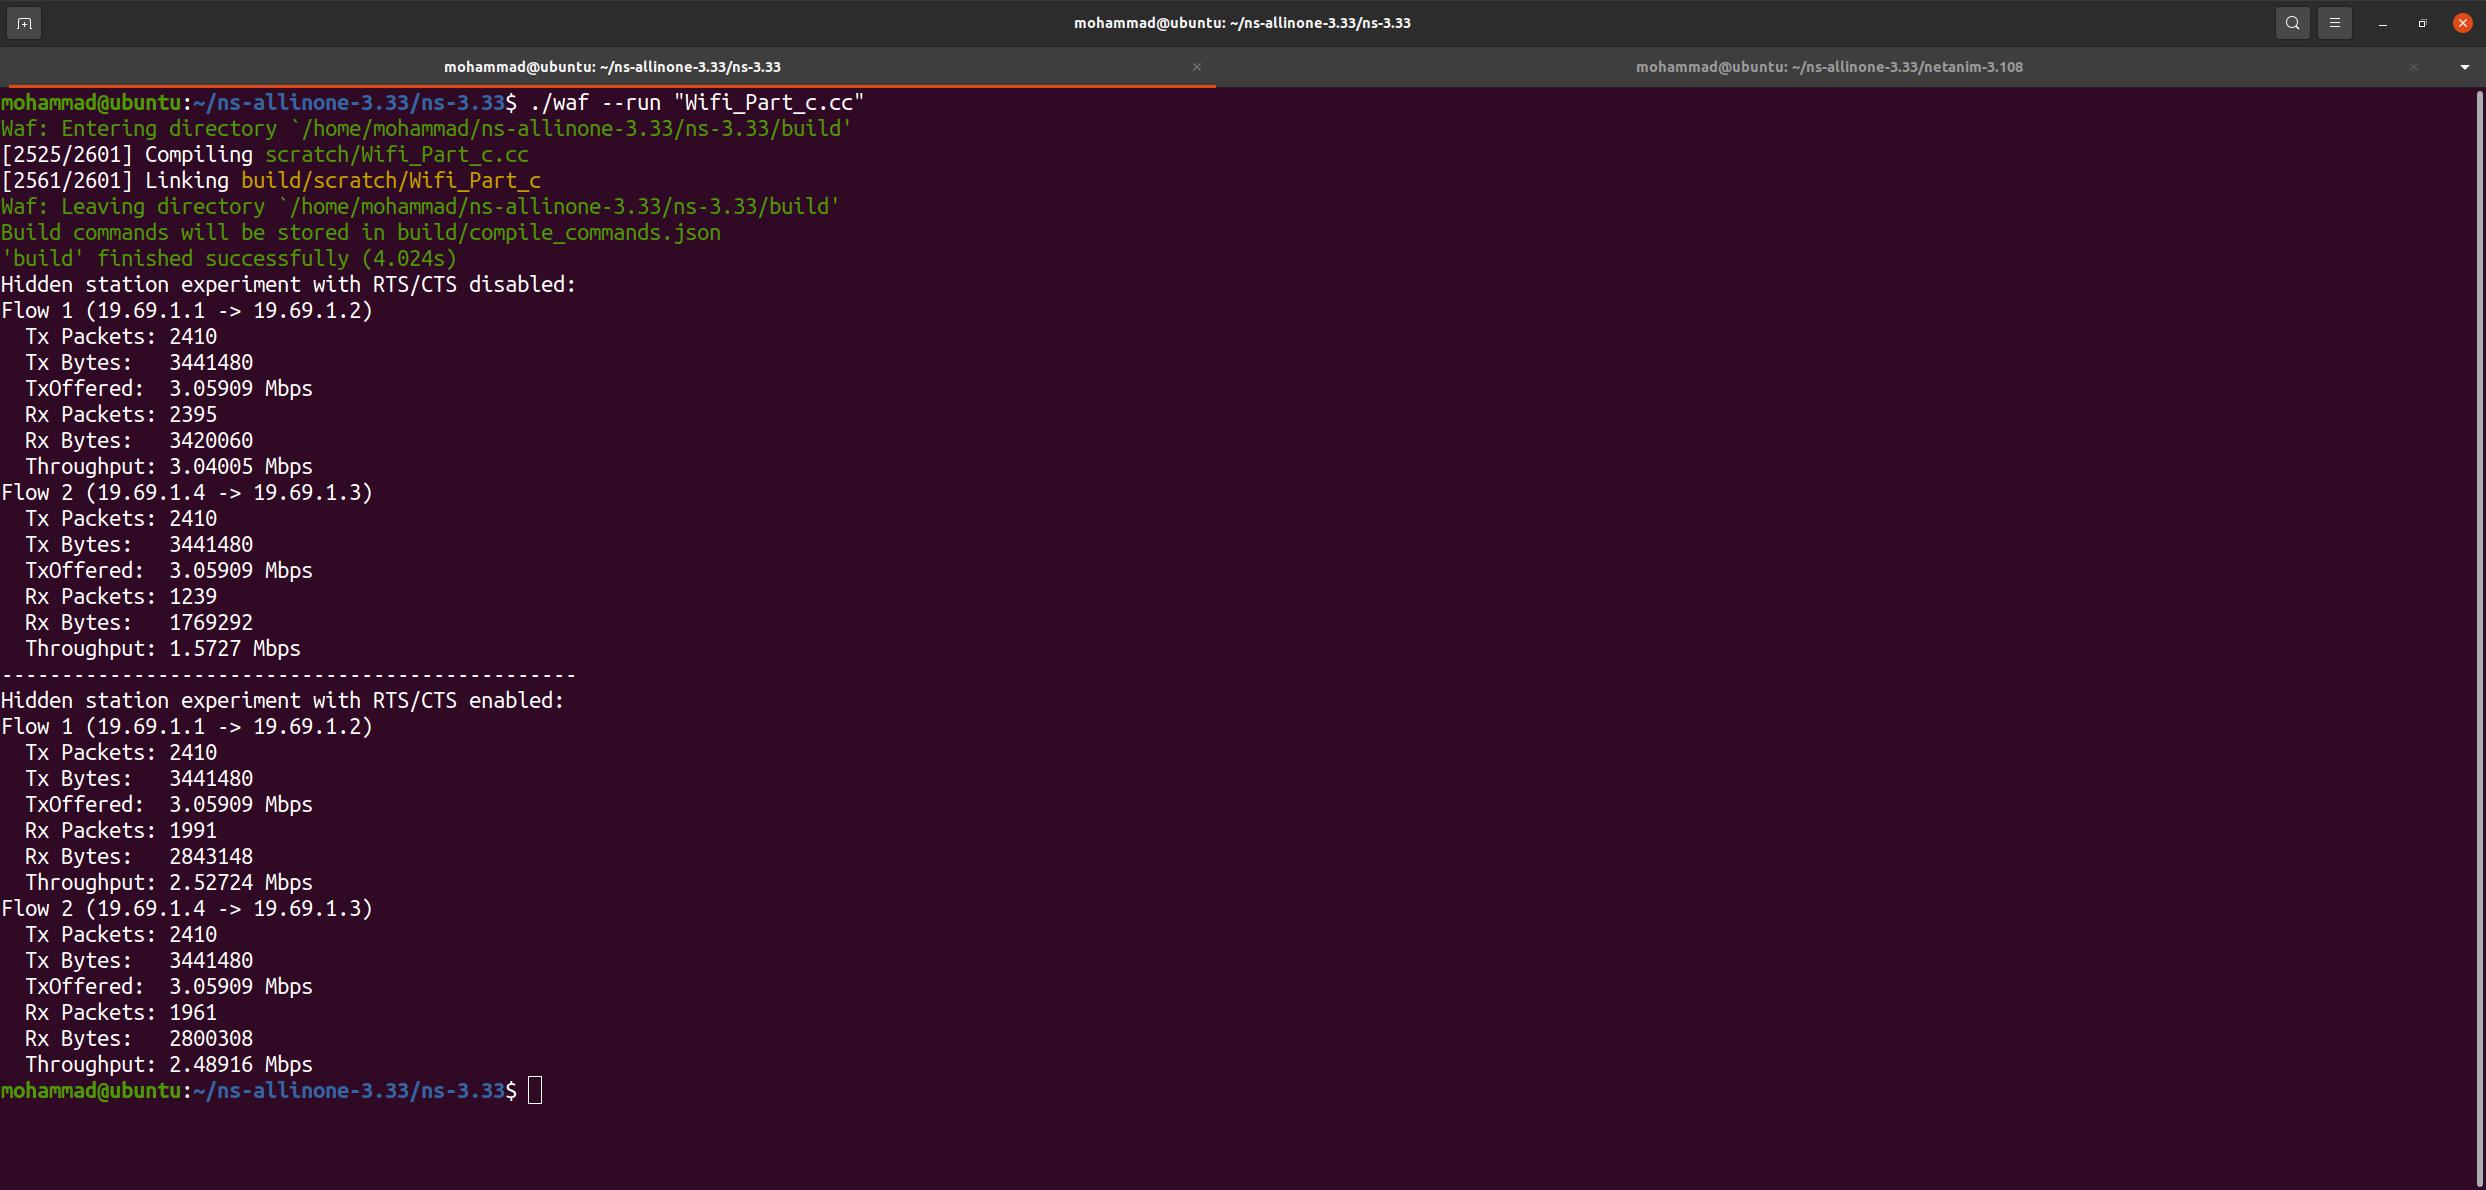 mohammad@ubuntu: ~/ns-allinone-3.33/ns-3.33
mohammad@ubuntu: ~/ns-allinone-3.33/ns-3.33
mohammad@ubuntu: ~/ns-allinone-3.33/netanim-3.108
mohammad@ubuntu:~/ns-allinone-3.33/ns-3.33$ ./waf --run "Wifi_Part_c.cc"
Waf: Entering directory `/home/mohammad/ns-allinone-3.33/ns-3.33/build'
[2525/2601] Compiling scratch/Wifi_Part_c.cc
[2561/2601] Linking build/scratch/Wifi_Part_c
Waf: Leaving directory `/home/mohammad/ns-allinone-3.33/ns-3.33/build'
Build commands will be stored in build/compile_commands.json
'build' finished successfully (4.024s)
Hidden station experiment with RTS/CTS disabled:
Flow 1 (19.69.1.1 -> 19.69.1.2)
  Tx Packets: 2410
  Tx Bytes:   3441480
  TxOffered:  3.05909 Mbps
  Rx Packets: 2395
  Rx Bytes:   3420060
  Throughput: 3.04005 Mbps
Flow 2 (19.69.1.4 -> 19.69.1.3)
  Tx Packets: 2410
  Tx Bytes:   3441480
  TxOffered:  3.05909 Mbps
  Rx Packets: 1239
  Rx Bytes:   1769292
  Throughput: 1.5727 Mbps
------------------------------------------------
Hidden station experiment with RTS/CTS enabled:
Flow 1 (19.69.1.1 -> 19.69.1.2)
  Tx Packets: 2410
  Tx Bytes:   3441480
  TxOffered:  3.05909 Mbps
  Rx Packets: 1991
  Rx Bytes:   2843148
  Throughput: 2.52724 Mbps
Flow 2 (19.69.1.4 -> 19.69.1.3)
  Tx Packets: 2410
  Tx Bytes:   3441480
  TxOffered:  3.05909 Mbps
  Rx Packets: 1961
  Rx Bytes:   2800308
  Throughput: 2.48916 Mbps
mohammad@ubuntu:~/ns-allinone-3.33/ns-3.33$